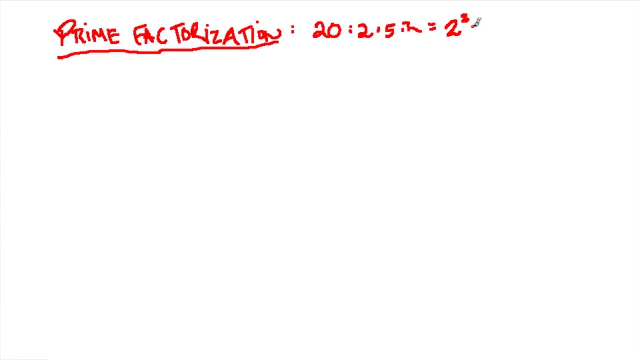 PRIME FACTORIZATION : 20 : 2 · 5 · 2 = 2² ·